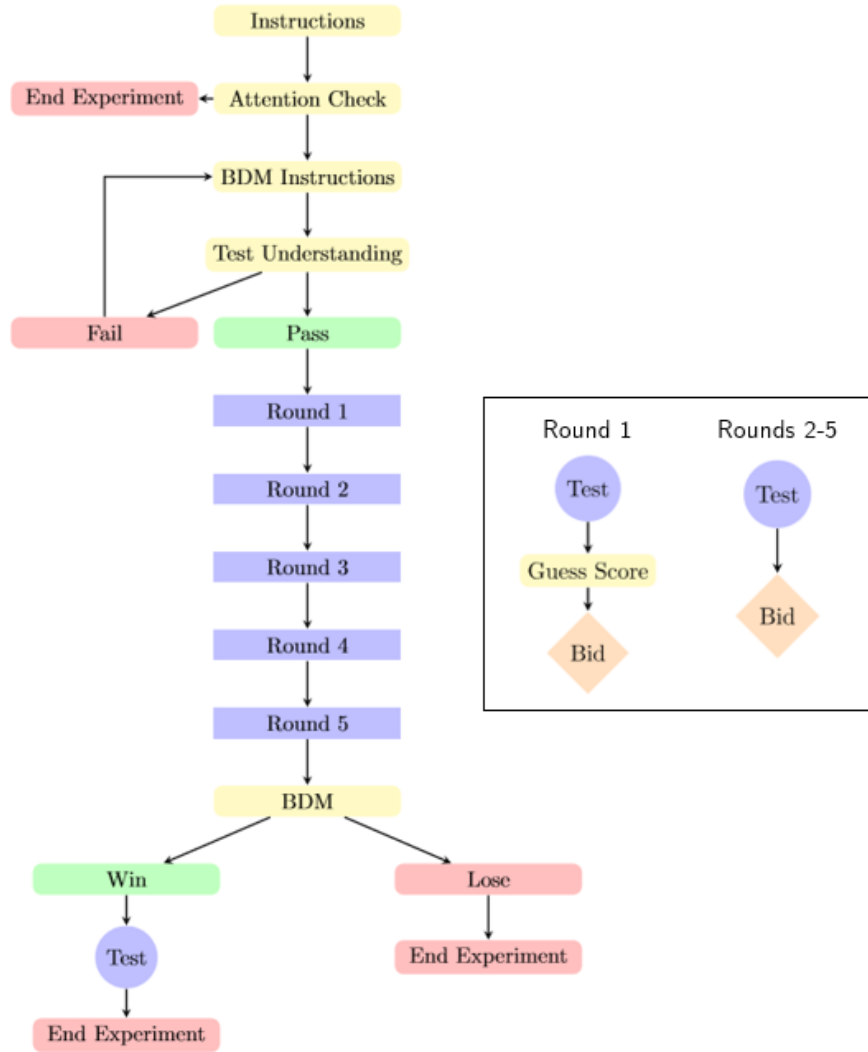 Instructions
End Experiment
Attention Check
BDM Instructions
Test Understanding
Fail
Pass
Round 1
Round 2
Round 3
Round 4
Round 5
Round 1
Rounds 2-5
Test
Test
Guess Score
Bid
Bid
BDM
Win
Lose
Test
End Experiment
End Experiment